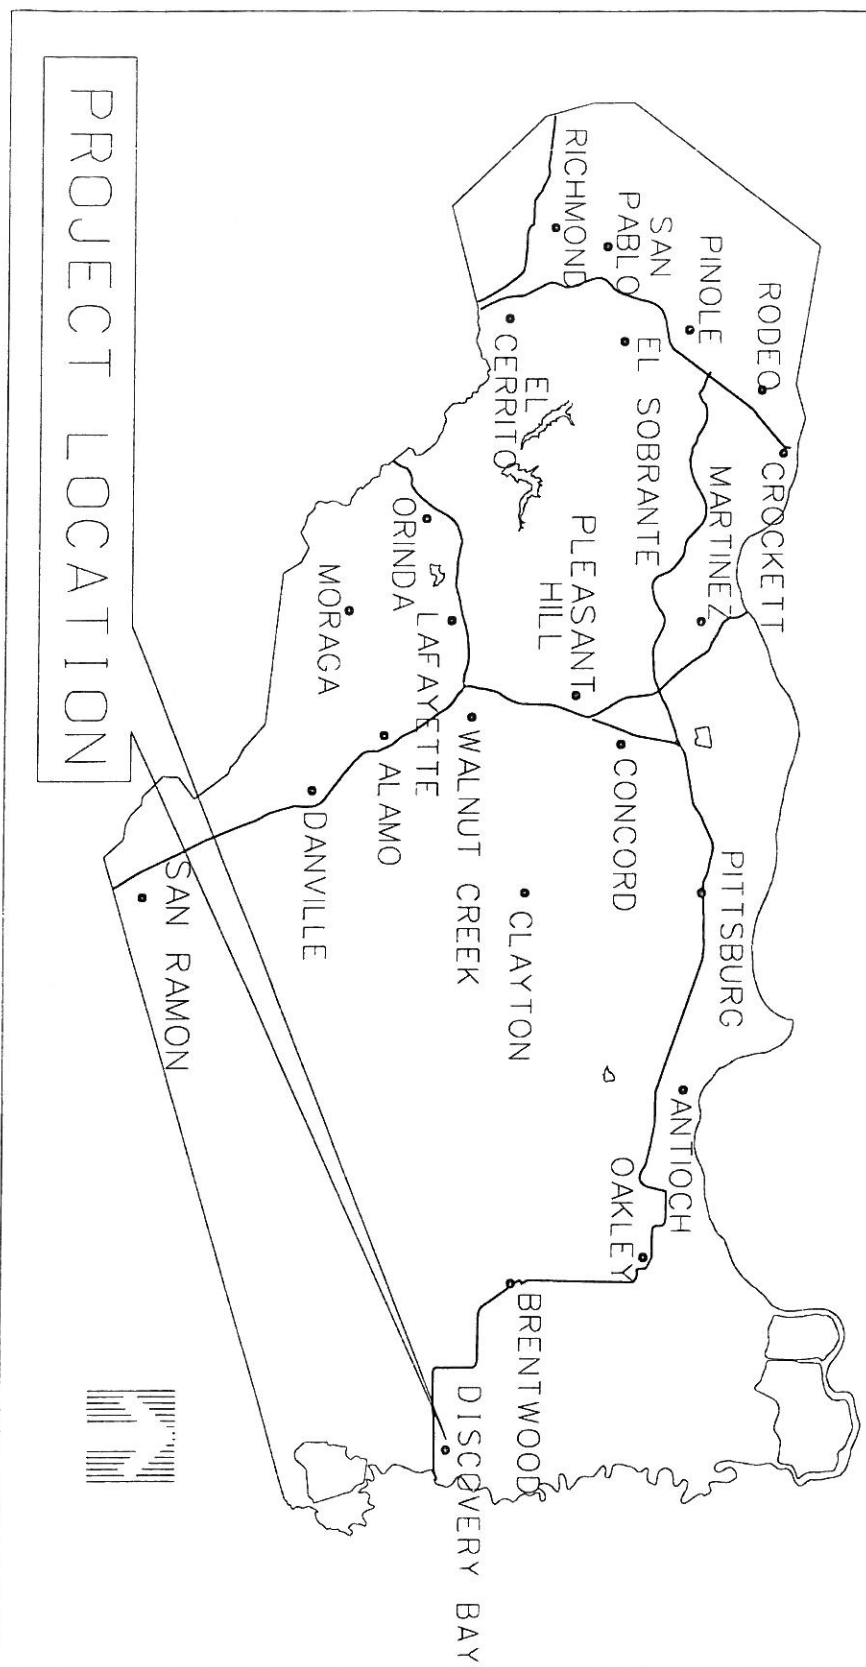 RODEO
CROCKETT
PINOLE
MARTINEZ
SAN
PABLO
EL SOBRANTE
RICHMOND
EL
CERRITO
PLEASANT
HILL
CONCORD
PITTSBURG
ANTIOCH
OAKLEY
BRENTWOOD
CLAYTON
WALNUT CREEK
LAFAYETTE
ORINDA
MORAGA
ALAMO
DANVILLE
SAN RAMON
DISCOVERY BAY
PROJECT LOCATION